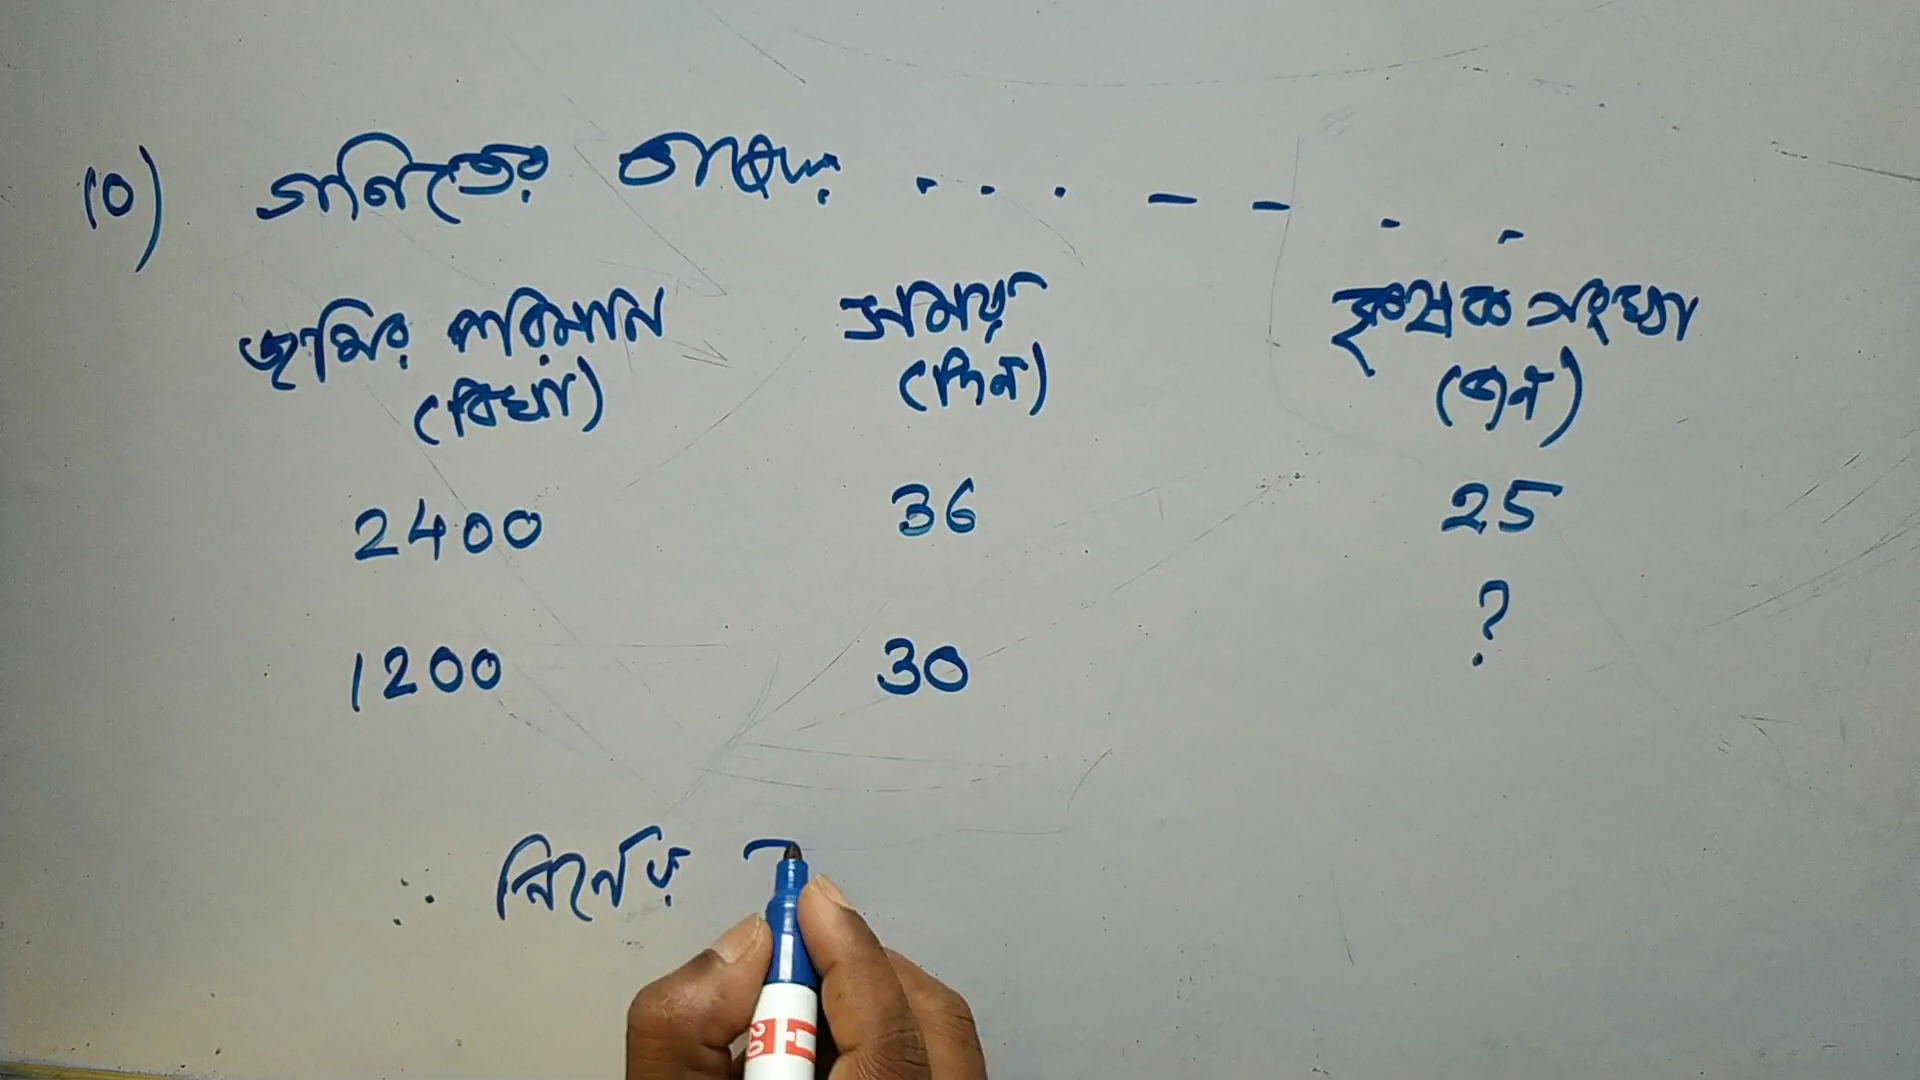 10) গণিতের ভাষায় . . . - - . -
জমির পরিমান সময় কৃষক সংখ্যা
(বিঘা) (দিন) (জন)
2400 36 25
1200 30 ?
∴ নির্ণেয়